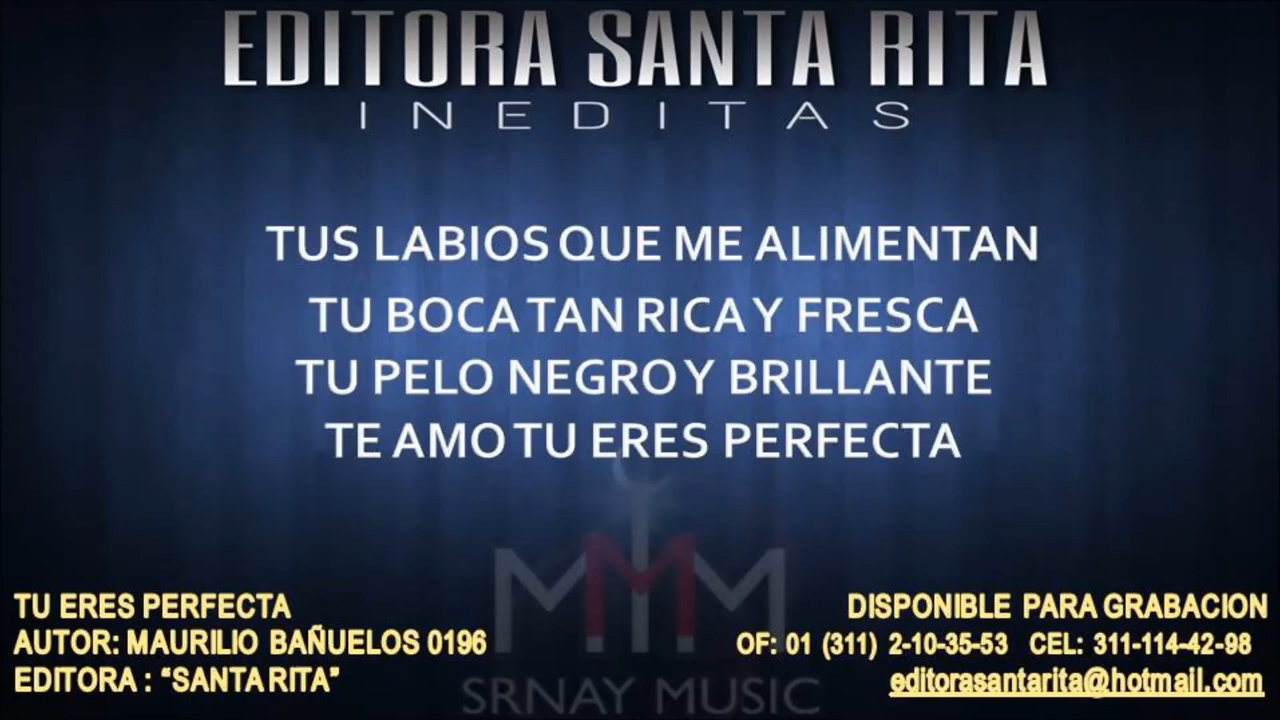 EDITORA SANTA RITA
INEDITAS
TUS LABIOS QUE ME ALIMENTAN
TU BOCA TAN RICA Y FRESCA
TU PELO NEGRO Y BRILLANTE
TE AMO TU ERES PERFECTA
TU ERES PERFECTA
AUTOR: MAURILIO BAÑUELOS 0196
EDITORA : “SANTA RITA”
DISPONIBLE PARA GRABACION
OF: 01 (311) 2-10-35-53 CEL: 311-114-42-98
editorasantarita@hotmail.com
MMM
SRNAY MUSIC